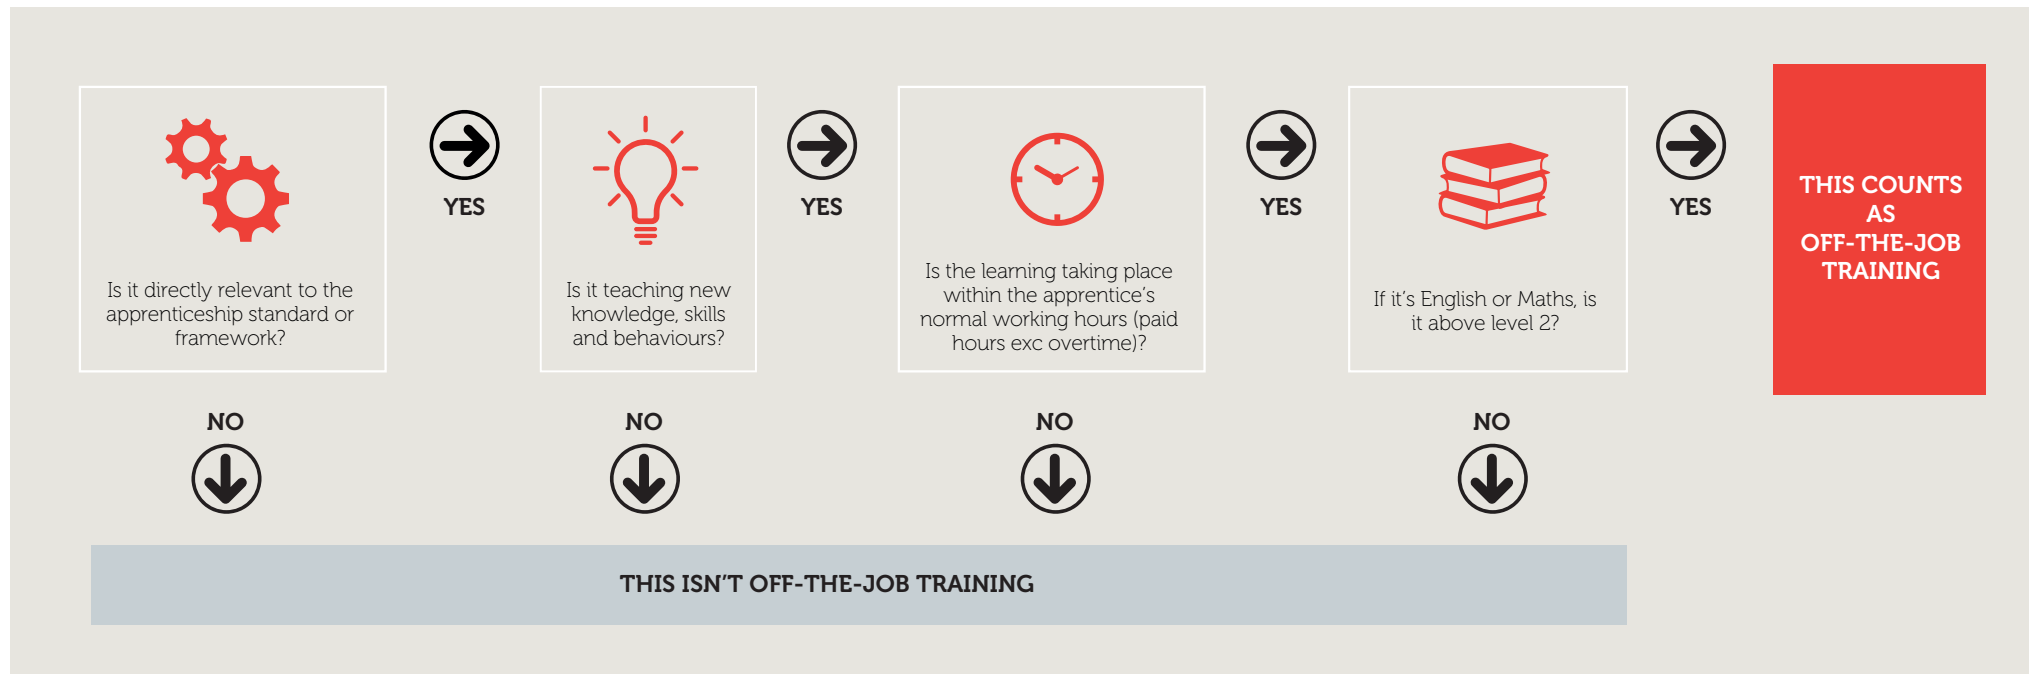 Is it directly relevant to the
apprenticeship standard or
framework?
YES
Is it teaching new
knowledge, skills
and behaviours?
YES
Is the learning taking place
within the apprentice's
normal working hours (paid
hours exc overtime)?
YES
If it's English or Maths, is
it above level 2?
YES
THIS COUNTS
AS
OFF-THE-JOB
TRAINING
NO
NO
NO
NO
THIS ISN'T OFF-THE-JOB TRAINING